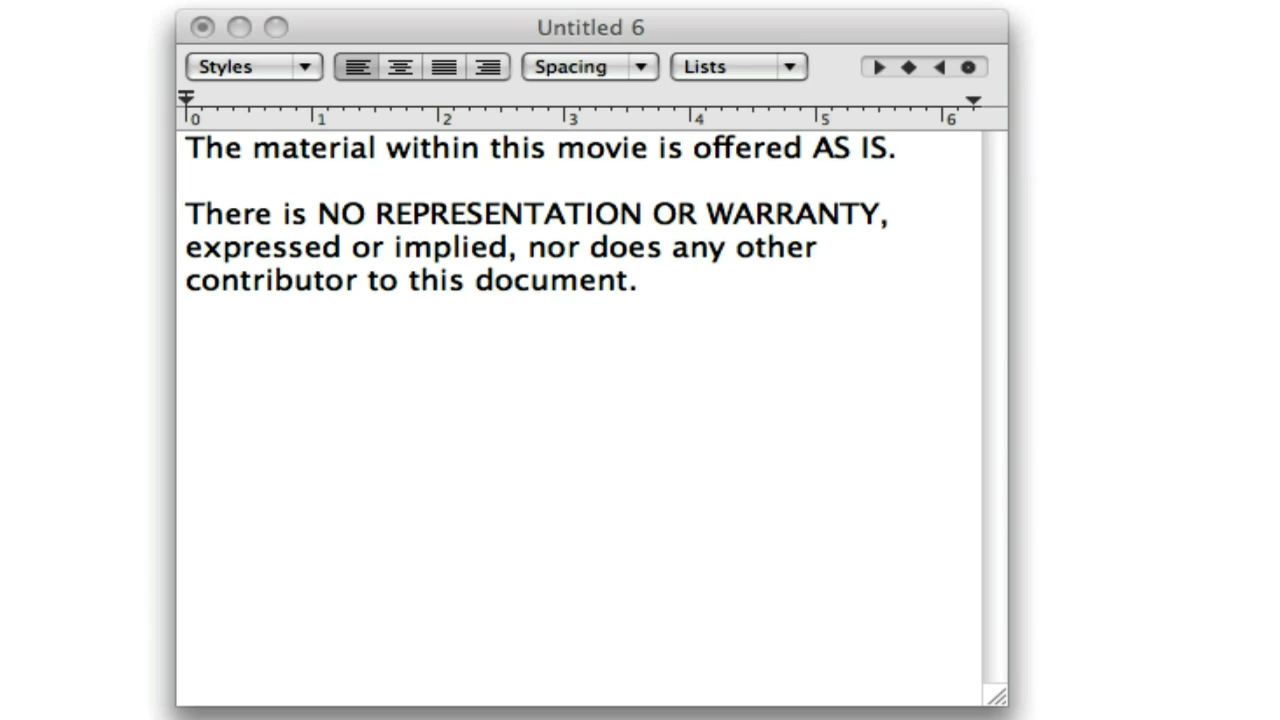 Untitled 6
Styles Spacing Lists
0 1 2 3 4 5 6
The material within this movie is offered AS IS.
There is NO REPRESENTATION OR WARRANTY,
expressed or implied, nor does any other
contributor to this document.